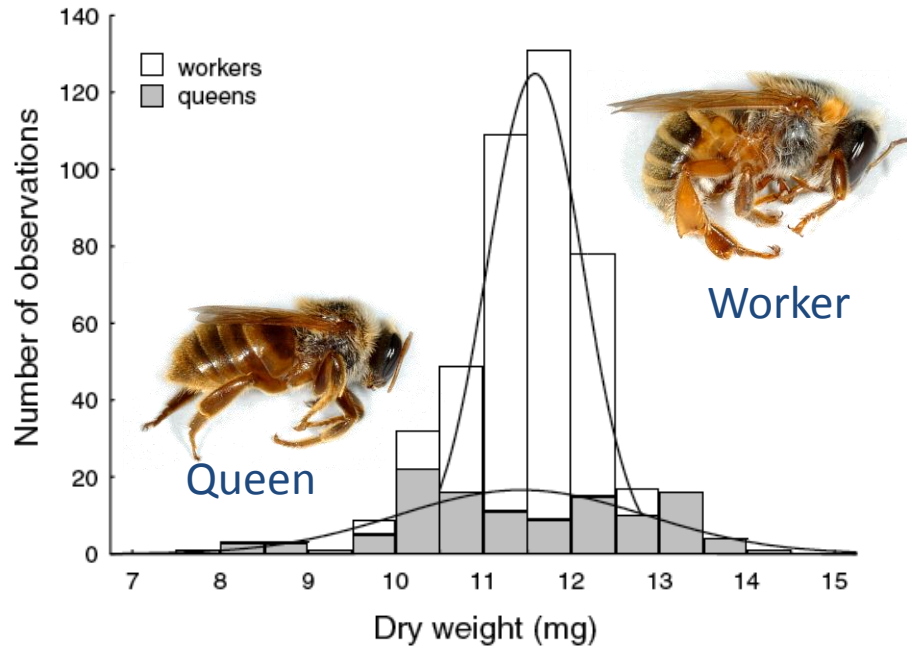 140
120
100
80
60
40
20
0
Number of observations
workers
queens
Worker
Queen
7 8 9 10 11 12 13 14 15
Dry weight (mg)